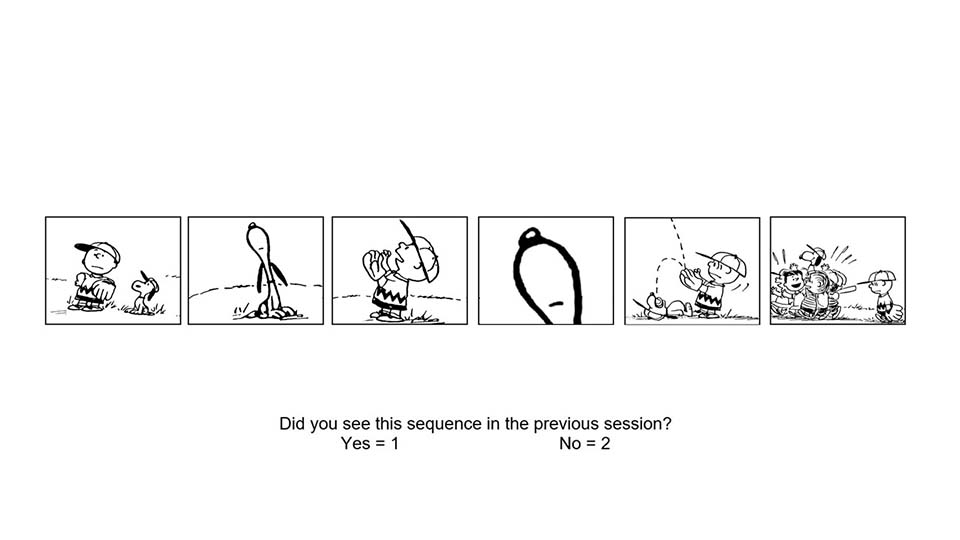 Did you see this sequence in the previous session?
Yes = 1 No = 2